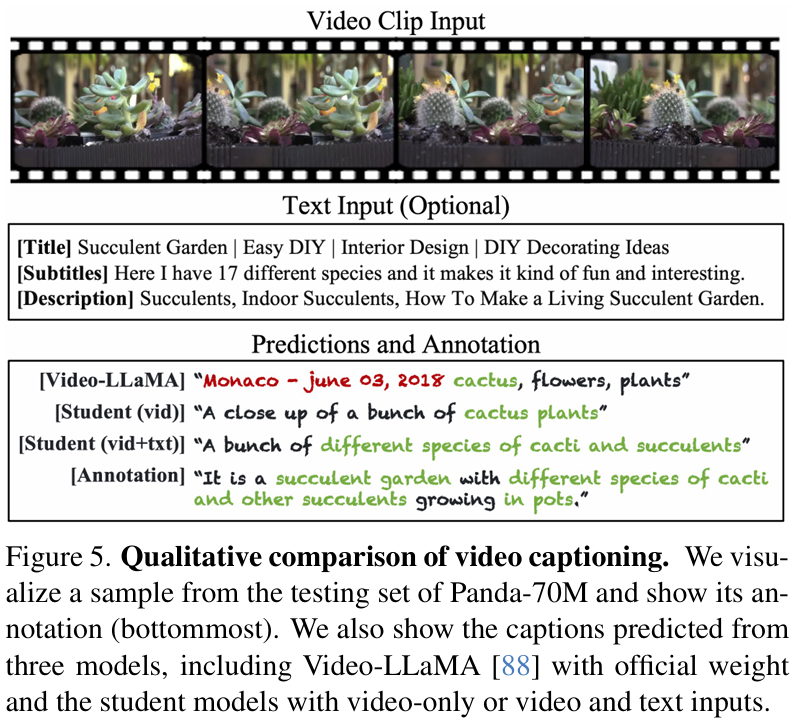 Video Clip Input
Text Input (Optional)
[Title] Succulent Garden | Easy DIY | Interior Design | DIY Decorating Ideas
[Subtitles] Here I have 17 different species and it makes it kind of fun and interesting.
[Description] Succulents, Indoor Succulents, How To Make a Living Succulent Garden.
Predictions and Annotation
[Video-LLaMA] “Monaco - june 03, 2018 cactus, flowers, plants”
[Student (vid)] “A close up of a bunch of cactus plants”
[Student (vid+txt)] “A bunch of different species of cacti and succulents”
[Annotation] “It is a succulent garden with different species of cacti
and other succulents growing in pots.”
Figure 5. Qualitative comparison of video captioning. We visu-
alize a sample from the testing set of Panda-70M and show its an-
notation (bottommost). We also show the captions predicted from
three models, including Video-LLaMA [88] with official weight
and the student models with video-only or video and text inputs.